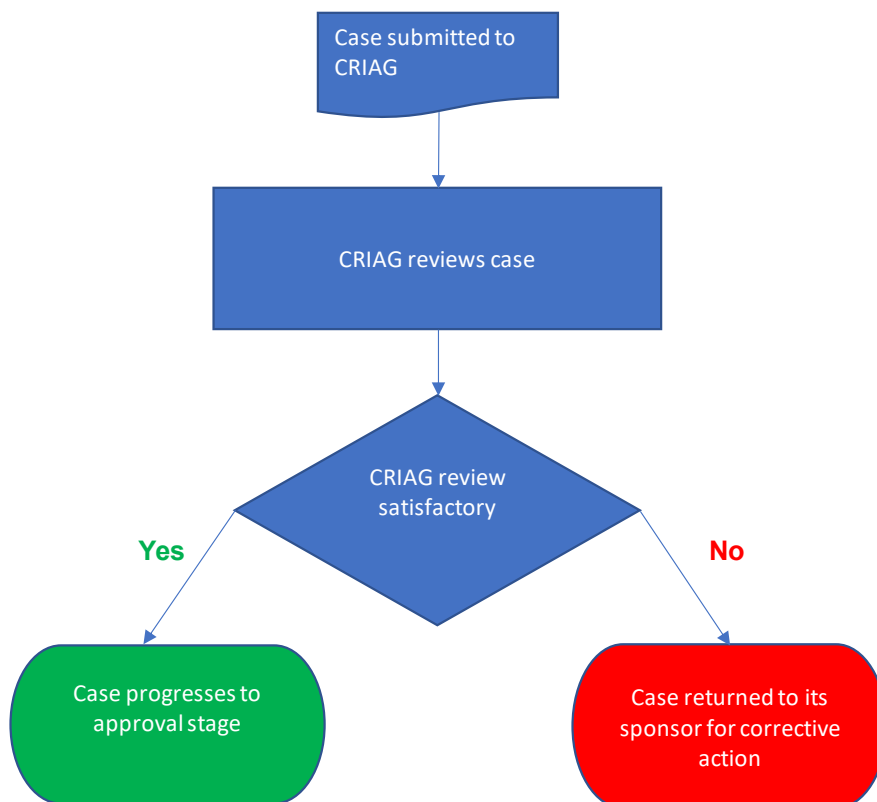 Case submitted to
CRIAG
CRIAG reviews case
CRIAG review
satisfactory
Yes
No
Case progresses to
approval stage
Case returned to its
sponsor for corrective
action